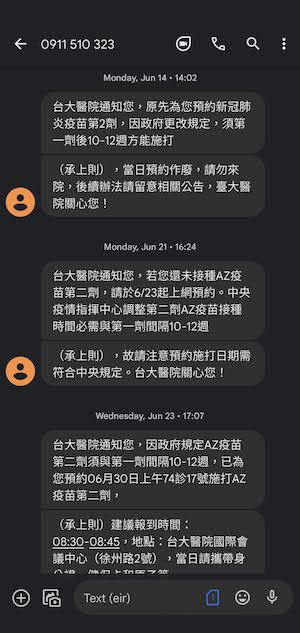 0911 510 323
Monday, Jun 14 • 14:02
台大醫院通知您，原先為您預約新冠肺
炎疫苗第2劑，因政府更改規定，須第
一劑後10-12週方能施打
（承上則），當日預約作廢，請勿來
院，後續辦法請留意相關公告，臺大醫
院關心您！
Monday, Jun 21 • 16:24
台大醫院通知您，若您還未接種AZ疫
苗第二劑，請於6/23起上網預約。中央
疫情指揮中心調整第二劑AZ疫苗接種
時間必需與第一劑間隔10-12週
（承上則），故請注意預約施打日期需
符合中央規定。台大醫院關心您！
Wednesday, Jun 23 • 17:07
台大醫院通知您，因政府規定AZ疫苗
第二劑須與第一劑間隔10-12週，已為
您預約06月30日上午74診17號施打AZ
疫苗第二劑，
（承上則）建議報到時間：
08:30-08:45，地點：台大醫院國際會
議中心（徐州路2號），當日請攜帶身
Text (eir)
1